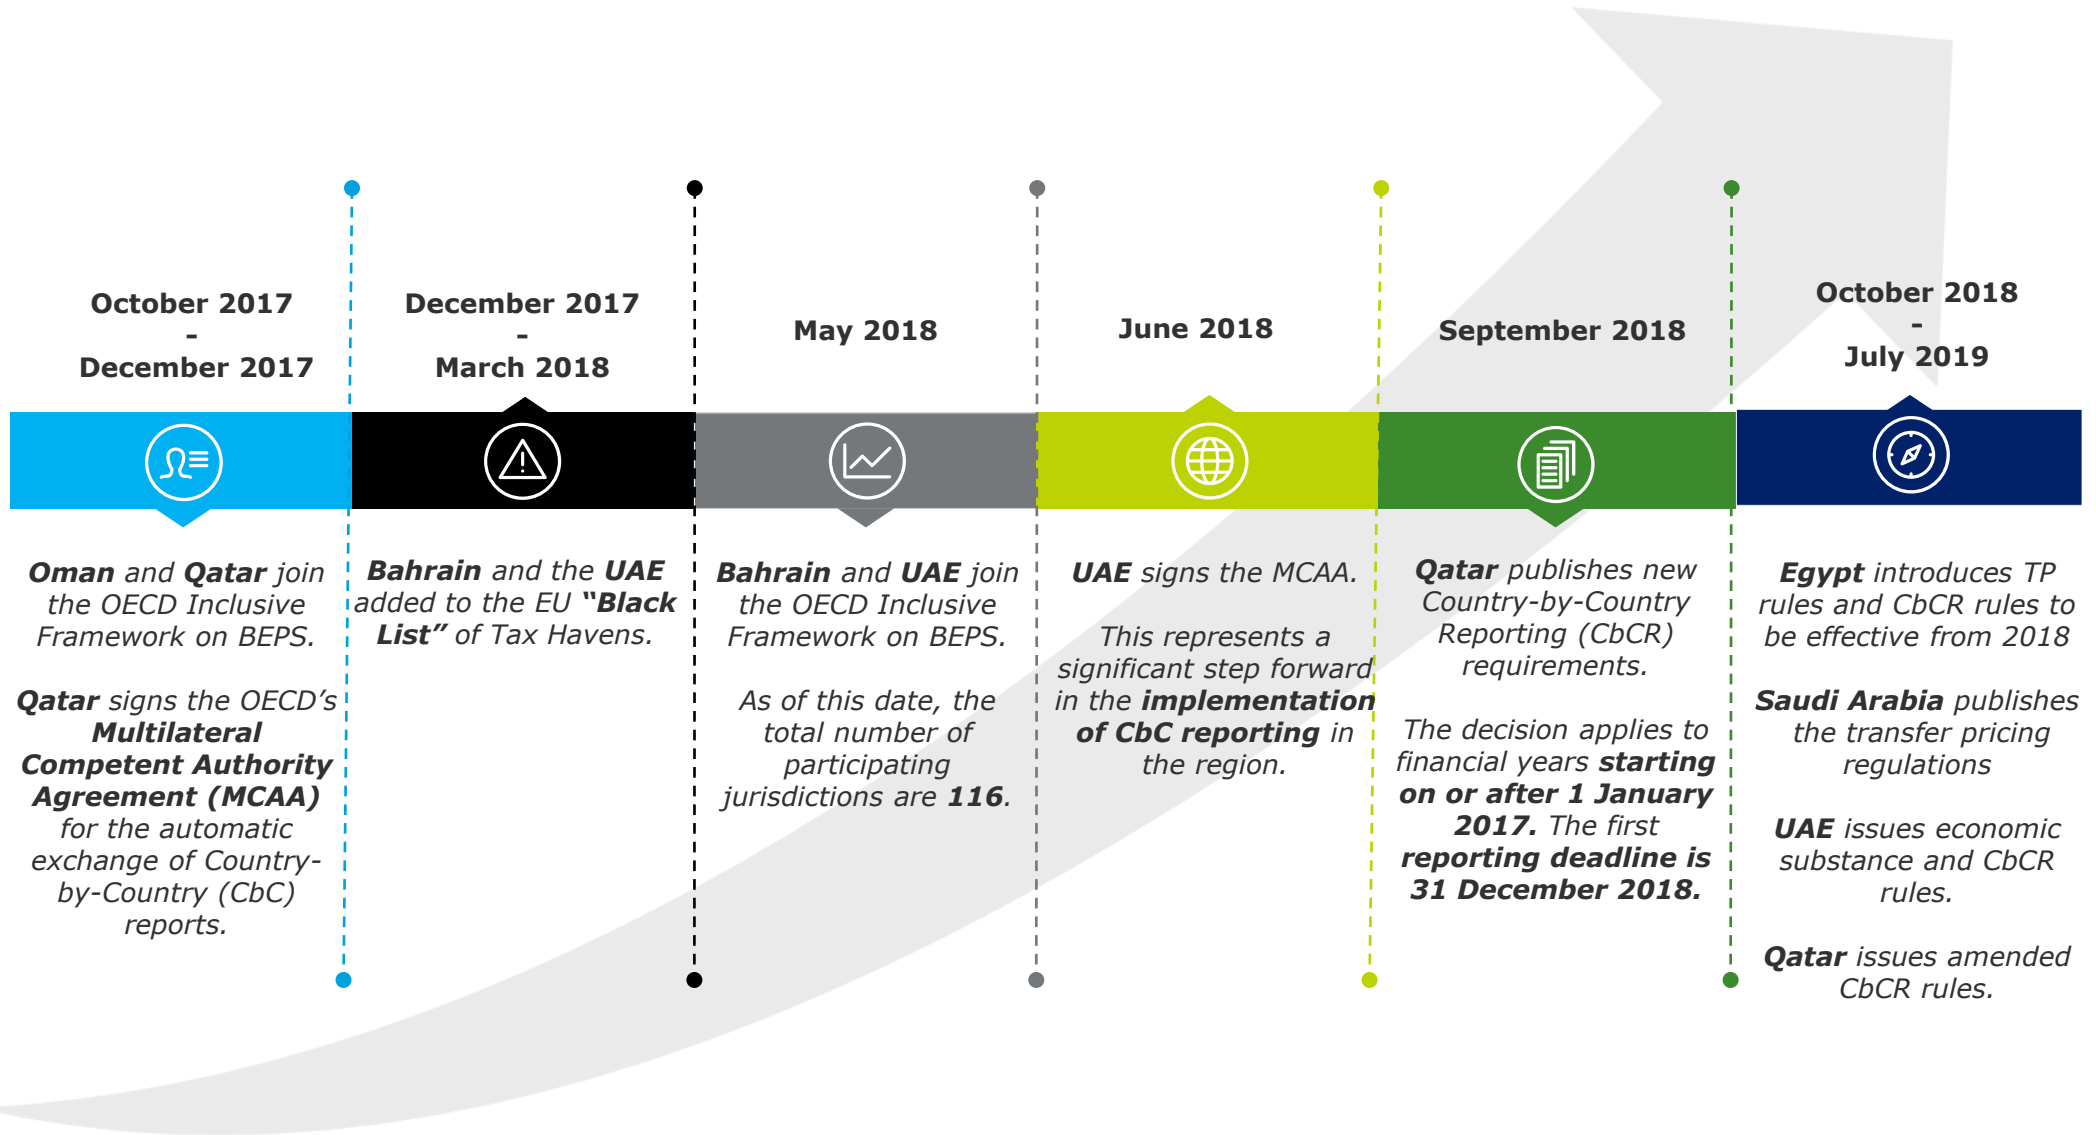 October 2017
-
December 2017
Oman and Qatar join
the OECD Inclusive
Framework on BEPS.
Qatar signs the OECD’s
Multilateral
Competent Authority
Agreement (MCAA)
for the automatic
exchange of Country-
by-Country (CbC)
reports.
December 2017
-
March 2018
Bahrain and the UAE
added to the EU “Black
List” of Tax Havens.
May 2018
Bahrain and UAE join
the OECD Inclusive
Framework on BEPS.
As of this date, the
total number of
participating
jurisdictions are 116.
June 2018
UAE signs the MCAA.
This represents a
significant step forward
in the implementation
of CbC reporting in
the region.
September 2018
Qatar publishes new
Country-by-Country
Reporting (CbCR)
requirements.
The decision applies to
financial years starting
on or after 1 January
2017. The first
reporting deadline is
31 December 2018.
October 2018
-
July 2019
Egypt introduces TP
rules and CbCR rules to
be effective from 2018
Saudi Arabia publishes
the transfer pricing
regulations
UAE issues economic
substance and CbCR
rules.
Qatar issues amended
CbCR rules.